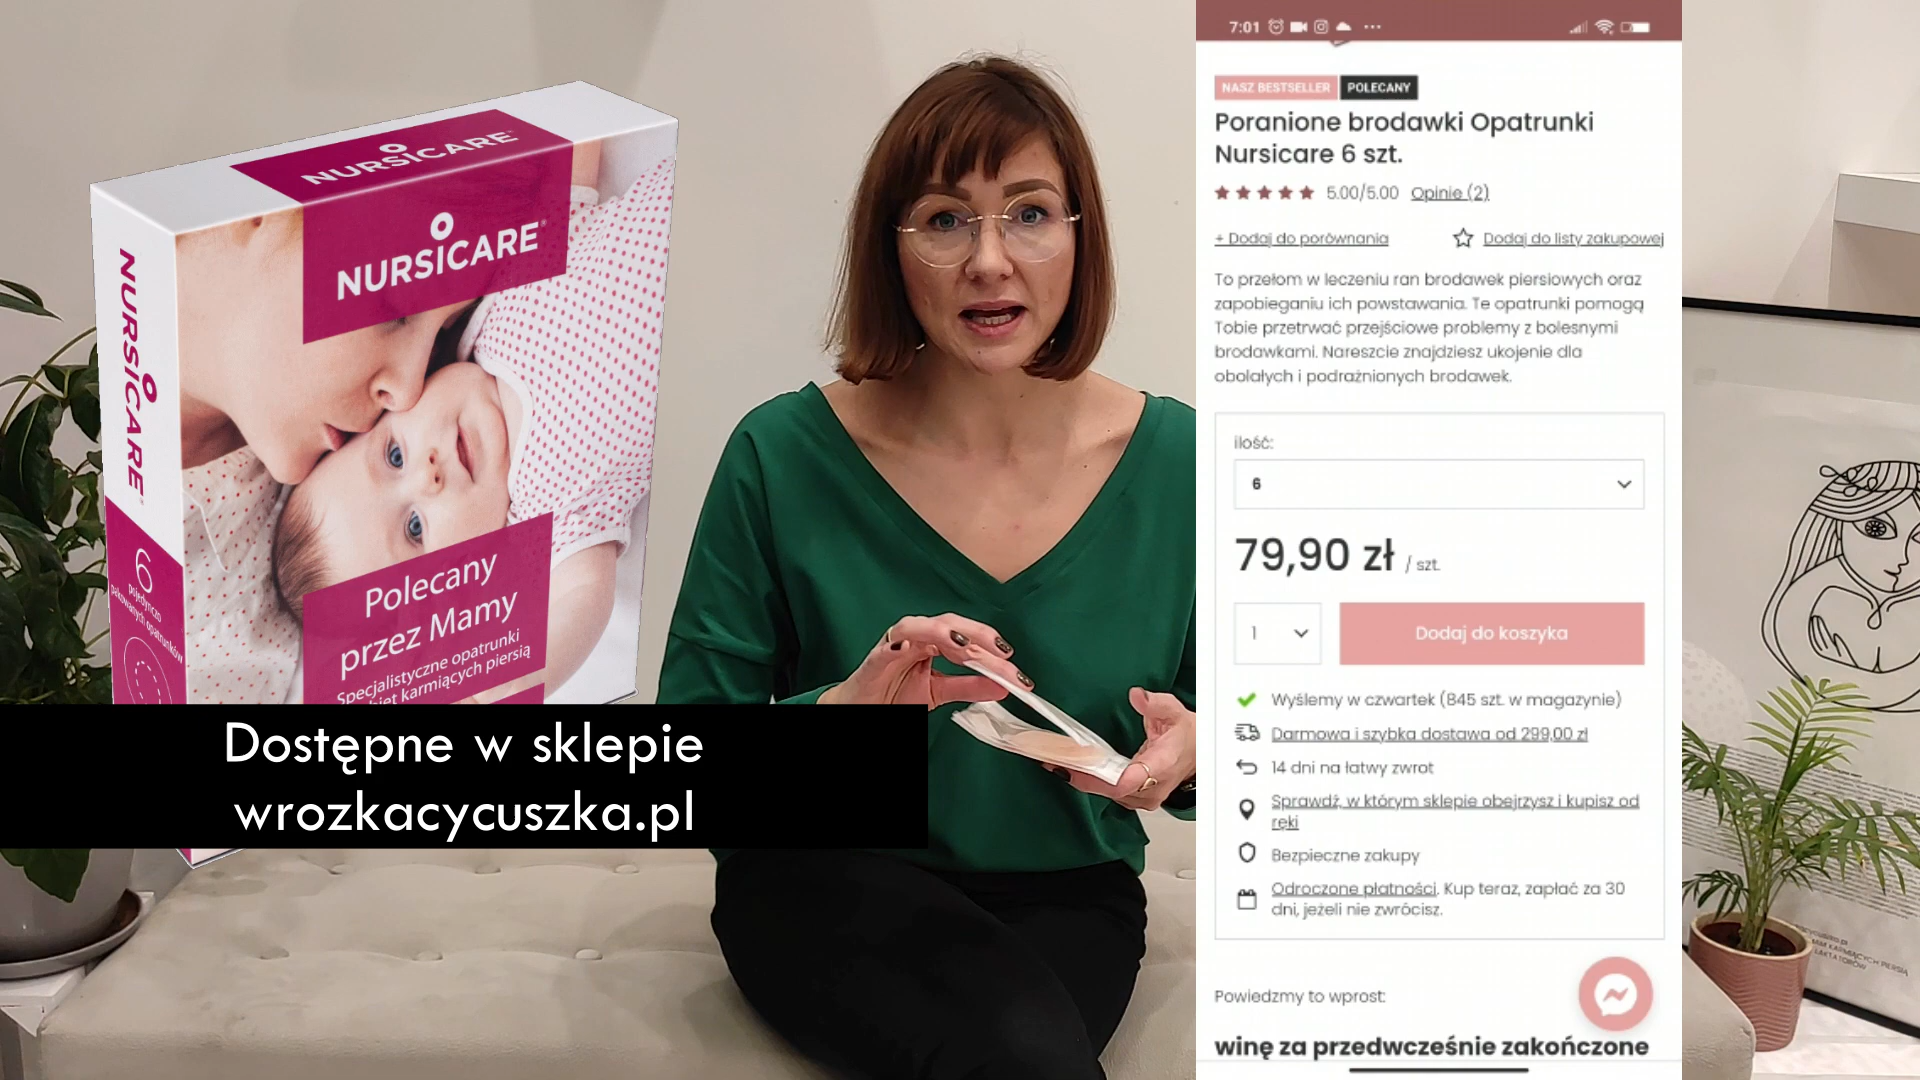 NURSICARE
NURSICARE®
NURSICARE
6
pojedynczo
pakowanych opatrunków
Polecany
przez Mamy
Specjalistyczne opatrunki
karmiących piersią
Dostępne w sklepie
wrozkacycuszka.pl
7:01
NASZ BESTSELLER POLECANY
Poranione brodawki Opatrunki
Nursicare 6 szt.
5.00/5.00 Opinie (2)
+ Dodaj do porównania Dodaj do listy zakupowej
To przełom w leczeniu ran brodawek piersiowych oraz
zapobieganiu ich powstawania. Te opatrunki pomogą
Tobie przetrwać przejściowe problemy z bolesnymi
brodawkami. Nareszcie znajdziesz ukojenie dla
obolałych i podrażnionych brodawek.
ilość:
6
79,90 zł / szt.
1 Dodaj do koszyka
Wyślemy w czwartek (845 szt. w magazynie)
Darmowa i szybka dostawa od 299,00 zł
14 dni na łatwy zwrot
Sprawdź, w którym sklepie obejrzysz i kupisz od
ręki
Bezpieczne zakupy
Odroczone płatności. Kup teraz, zapłać za 30
dni, jeżeli nie zwrócisz.
Powiedzmy to wprost:
winę za przedwcześnie zakończone